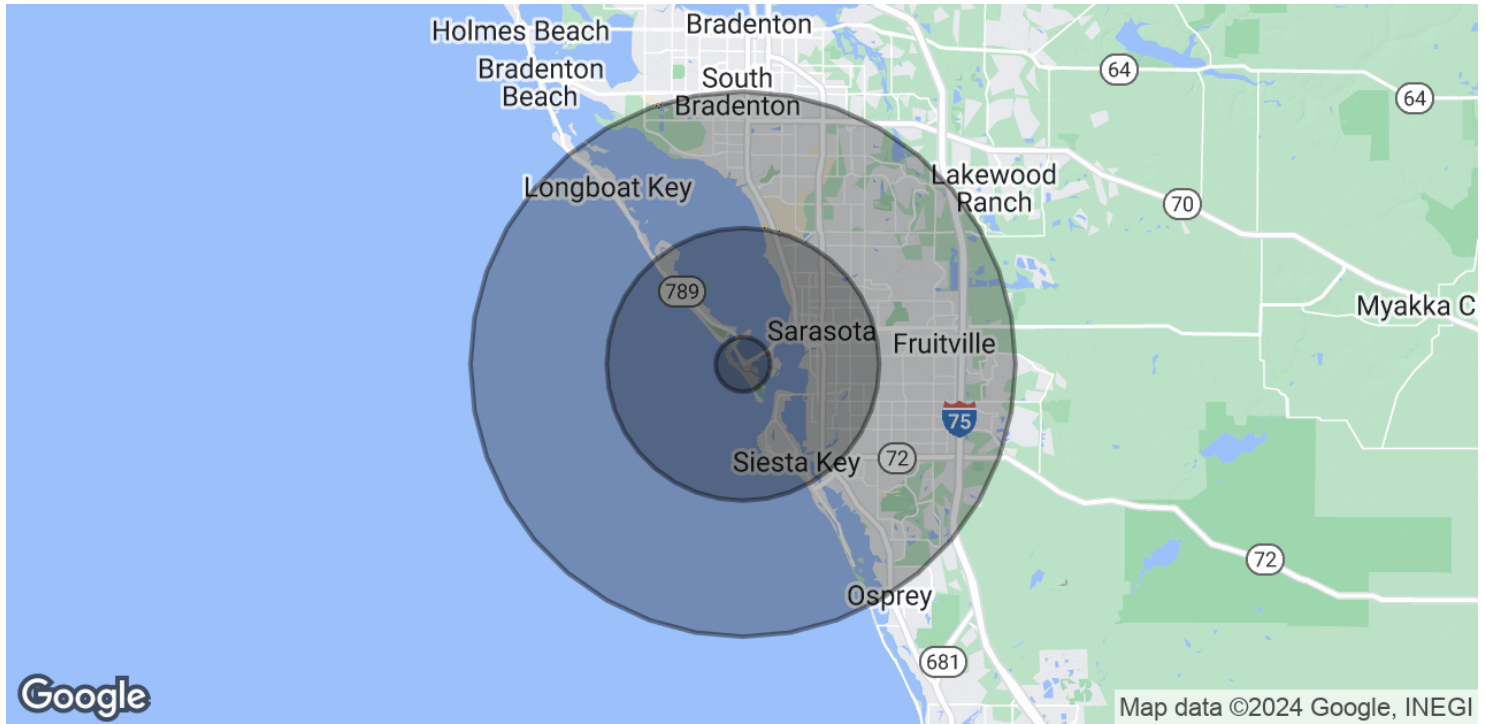 Holmes Beach
Bradenton
Bradenton
Beach
South
Bradenton
64
64
Longboat Key
Lakewood
Ranch
70
789
Sarasota
Fruitville
Myakka C
75
Siesta Key
72
72
Osprey
681
Google
Map data ©2024 Google, INEGI